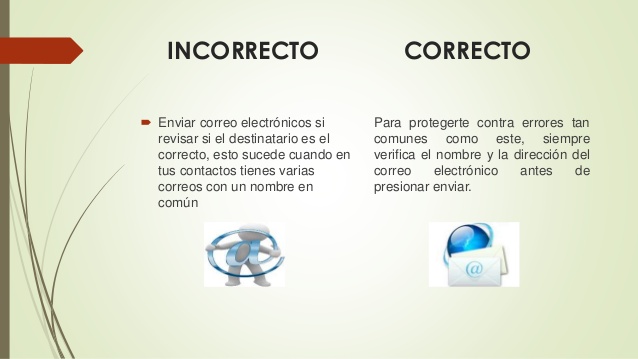 INCORRECTO
Enviar correo electrónicos si
revisar si el destinatario es el
correcto, esto sucede cuando en
tus contactos tienes varias
correos con un nombre en
común
CORRECTO
Para protegerte contra errores tan
comunes como este, siempre
verifica el nombre y la dirección del
correo electrónico antes de
presionar enviar.
@
@